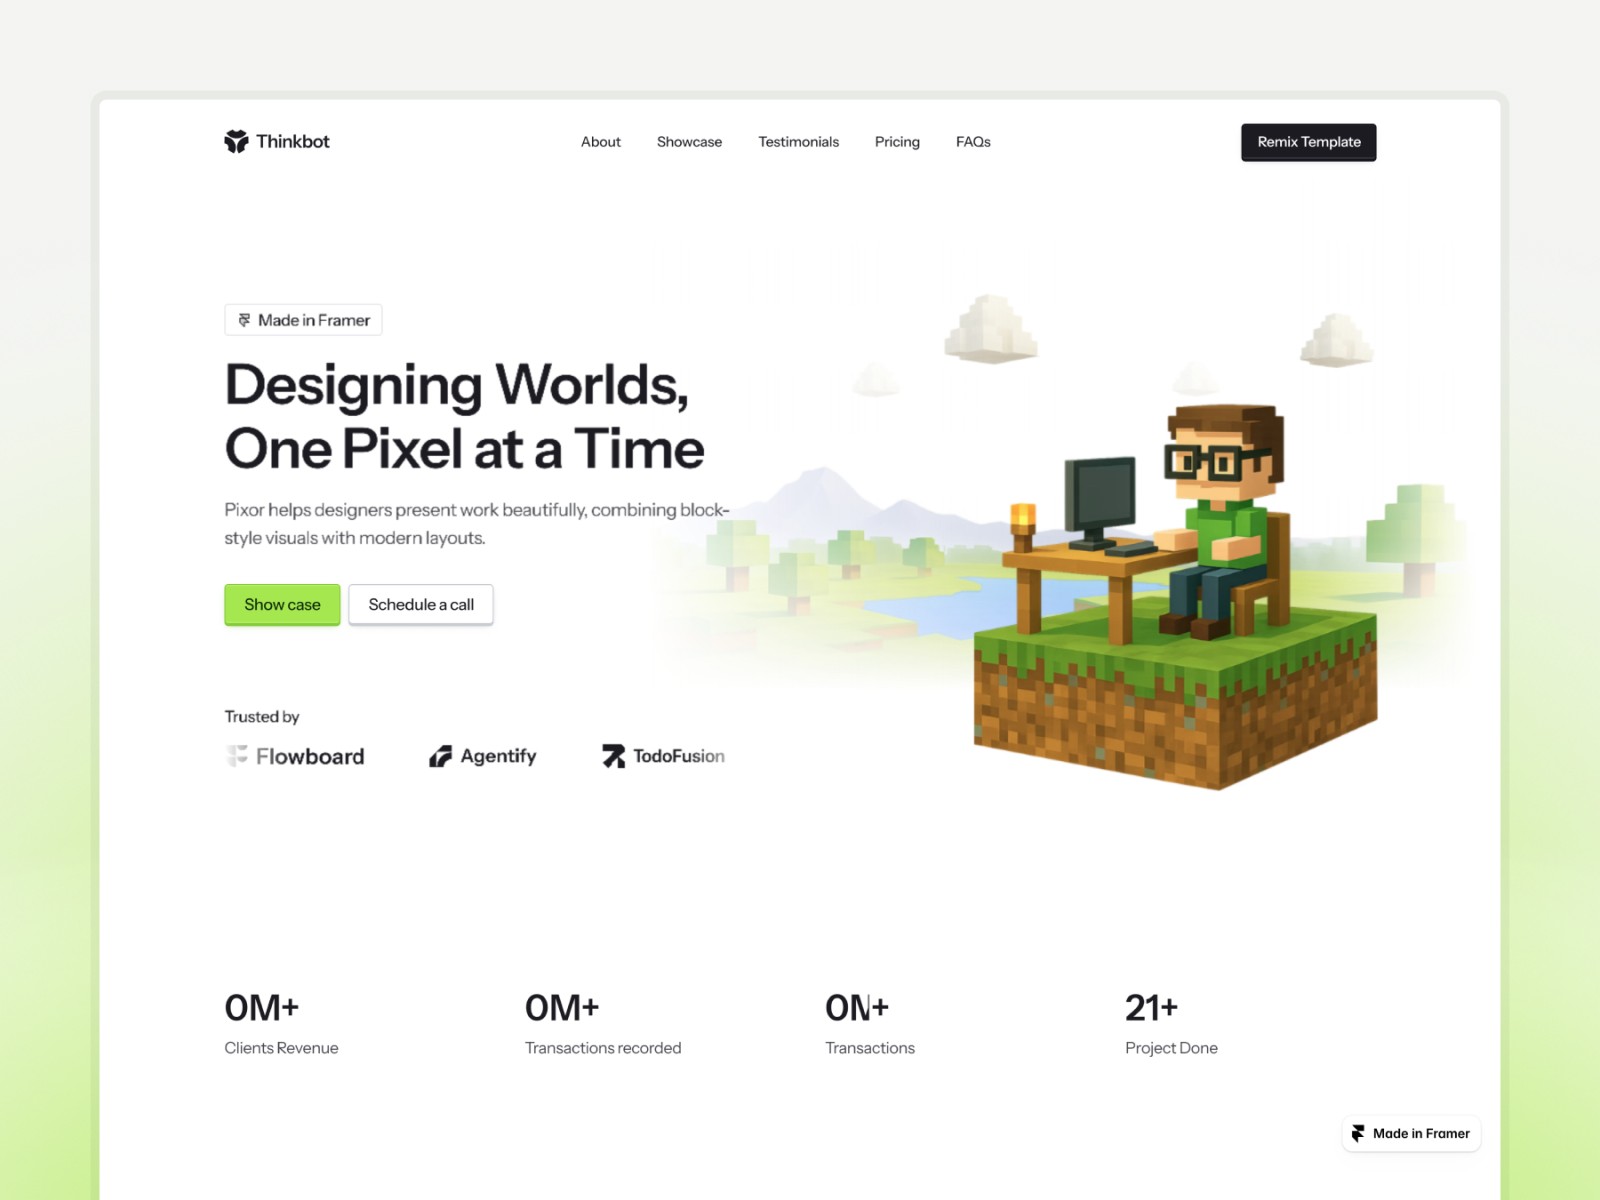 Thinkbot
About Showcase Testimonials Pricing FAQs
Remix Template
Made in Framer
Designing Worlds,
One Pixel at a Time
Pixor helps designers present work beautifully, combining block-
style visuals with modern layouts.
Show case
Schedule a call
Trusted by
Flowboard
Agentify
TodoFusion
0M+
Clients Revenue
0M+
Transactions recorded
0+
Transactions
21+
Project Done
Made in Framer